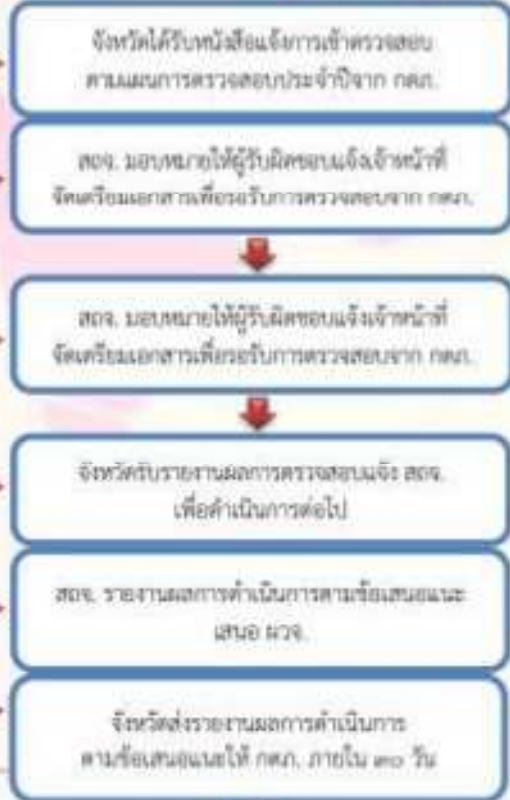 จังหวัดได้รับหนังสือแจ้งการเข้าตรวจสอบ
ตามแผนการตรวจสอบประจำปีจาก กตภ.
สถจ. มอบหมายให้ผู้รับผิดชอบแจ้งเจ้าหน้าที่
จัดเตรียมเอกสารเพื่อรอรับการตรวจสอบจาก กตภ.
สถจ. มอบหมายให้ผู้รับผิดชอบแจ้งเจ้าหน้าที่
จัดเตรียมเอกสารเพื่อรอรับการตรวจสอบจาก กตภ.
จังหวัดรับรายงานผลการตรวจสอบแจ้ง สถจ.
เพื่อดำเนินการต่อไป
สถจ. รายงานผลการดำเนินการตามข้อเสนอแนะ
เสนอ ผวจ.
จังหวัดส่งรายงานผลการดำเนินการ
ตามข้อเสนอแนะให้ กตภ. ภายใน ๓๐ วัน